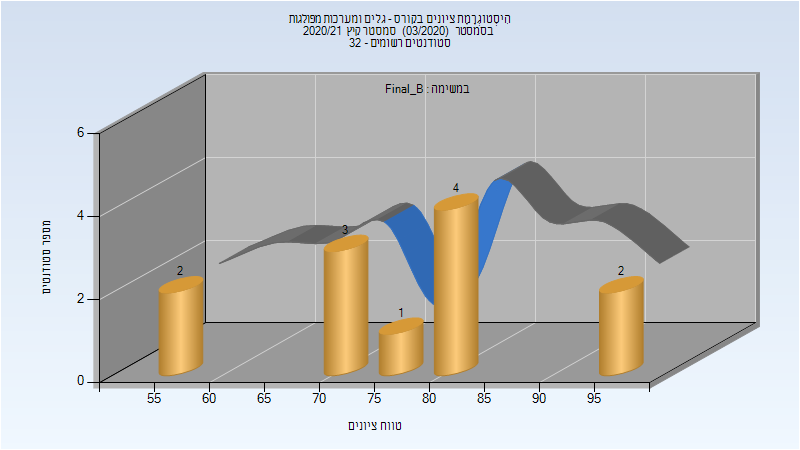 היסטוגרמת ציונים בקורס - גלים ומערכות מפולגות
בסמסטר (03/2020) סמסטר קיץ 2020/21
סטודנטים רשומים - 32
במשימה : Final_B
מספר סטודנטים
6
4
2
0
2
3
1
4
2
55 60 65 70 75 80 85 90 95
טווח ציונים